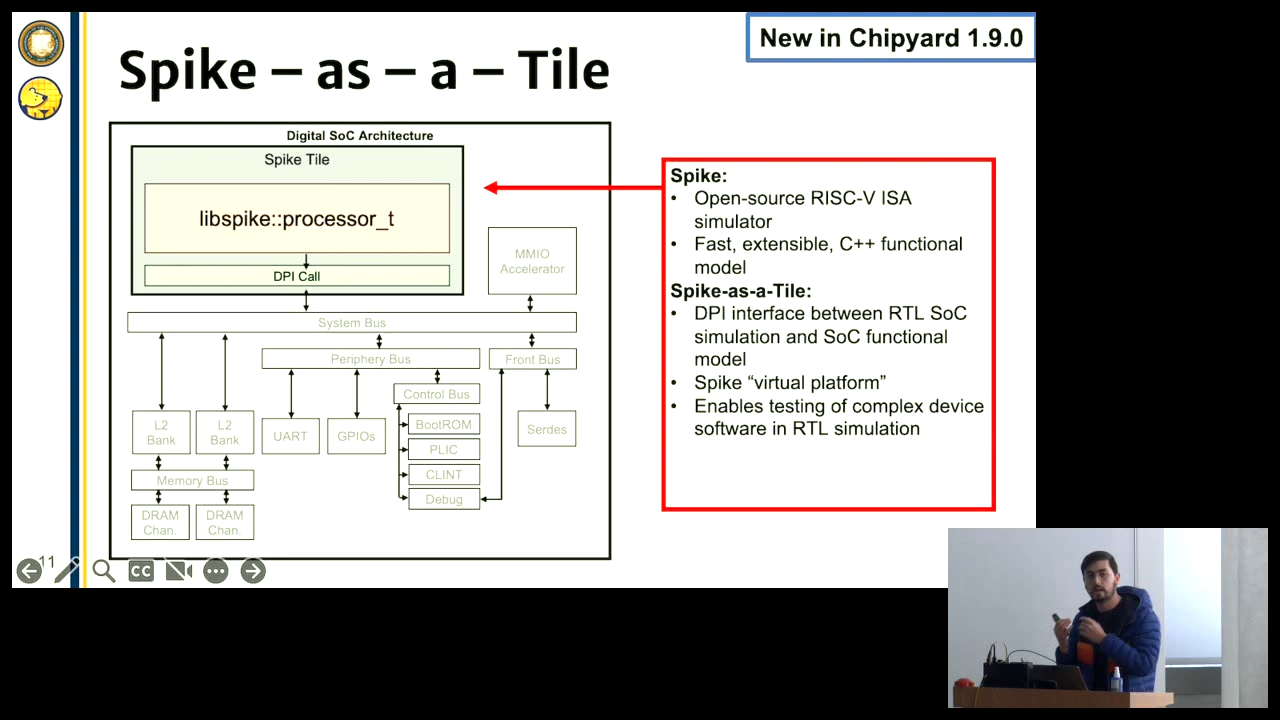 New in Chipyard 1.9.0
Spike – as – a – Tile
Digital SoC Architecture
Spike Tile
libspike::processor_t
DPI Call
MMIO
Accelerator
System Bus
Periphery Bus
Front Bus
Control Bus
L2
Bank
L2
Bank
UART
GPIOs
BootROM
PLIC
CLINT
Debug
Serdes
Memory Bus
DRAM
Chan.
DRAM
Chan.
Spike:
• Open-source RISC-V ISA
simulator
• Fast, extensible, C++ functional
model
Spike-as-a-Tile:
• DPI interface between RTL SoC
simulation and SoC functional
model
• Spike “virtual platform”
• Enables testing of complex device
software in RTL simulation
11
CC